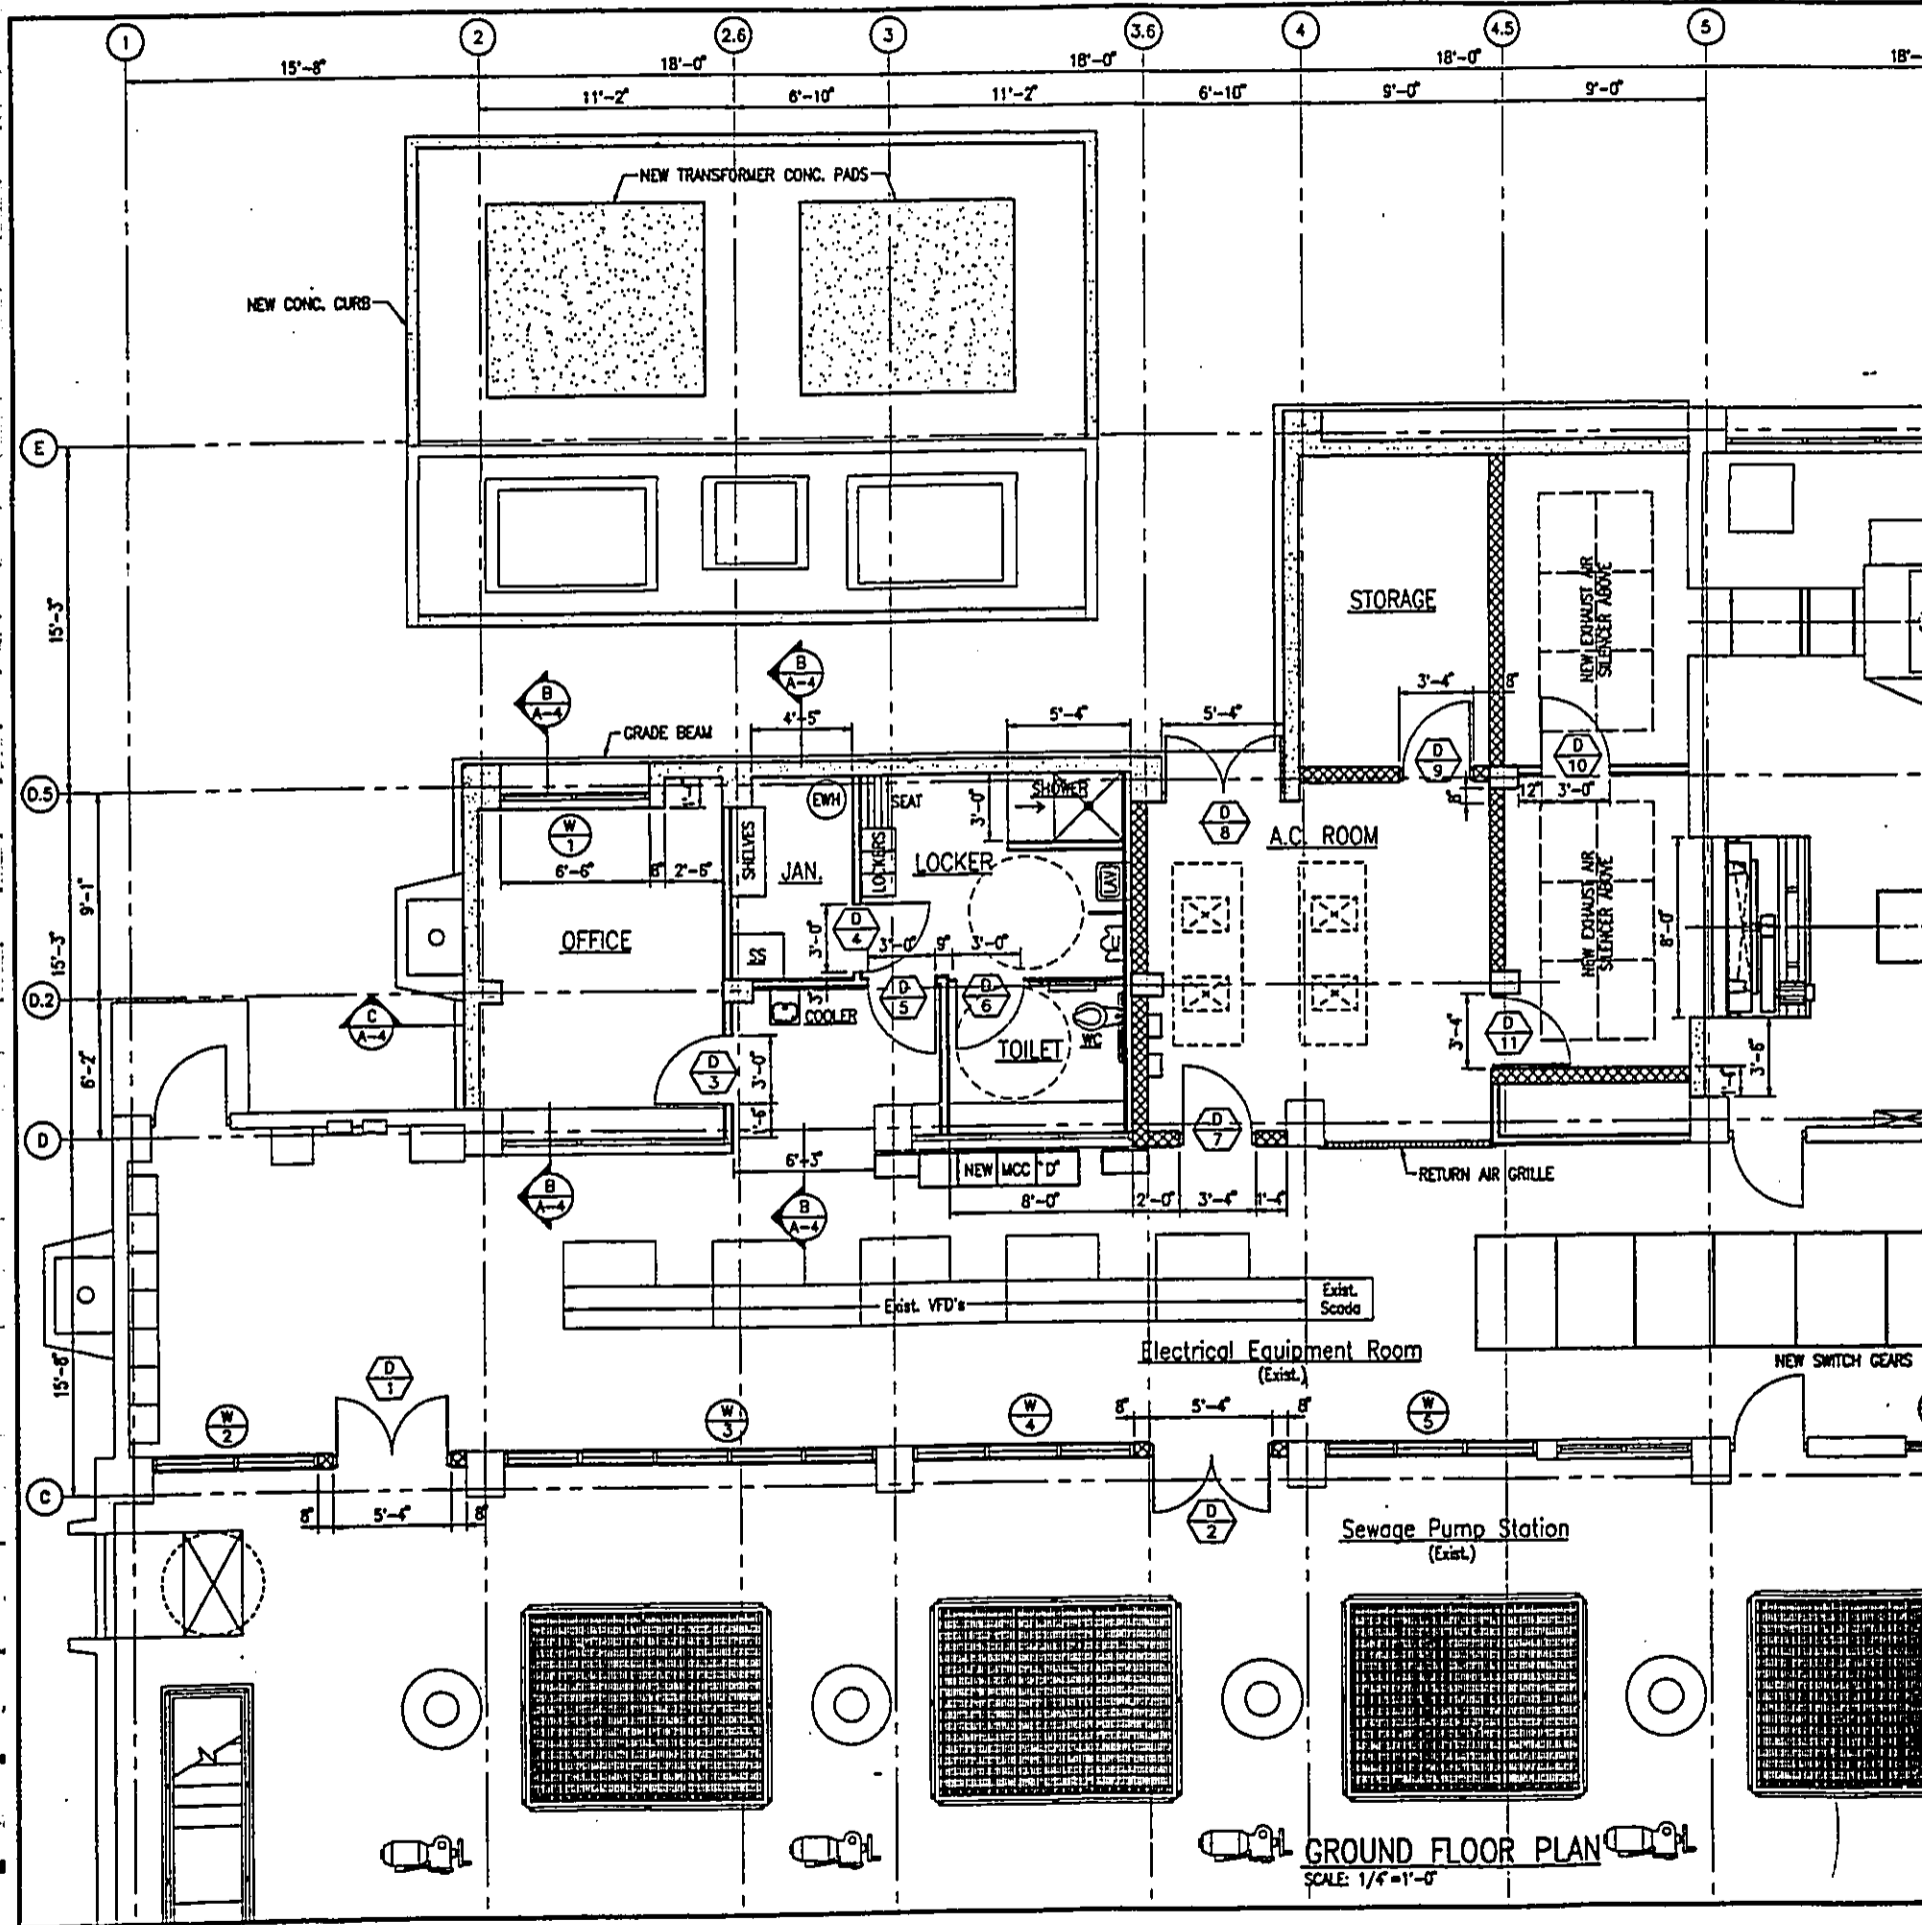 1 2 2.6 3 3.6 4 4.5 5
15'-8" 18'-0" 18'-0" 18'-0"
11'-2" 6'-10" 11'-2" 6'-10" 9'-0" 9'-0"
NEW TRANSFORMER CONC. PADS
NEW CONC. CURB
E
15'-3"
STORAGE
NEW EXHAUST AIR
SILENCER ABOVE
B
A-4
B
A-4
GRADE BEAM
4'-5"
5'-4"
5'-4"
3'-4"
8"
D
9
D
10
D.5
1'-1"
EWH
SEAT
SHOWER
3'-0"
8"
12"
3'-0"
W
1
SHELVES
D
8
A.C. ROOM
6'-6"
8"
2'-6"
JAN.
LOCKERS
LOCKER
LAV
9'-1"
15'-3"
OFFICE
SS
3'-0"
D
4
3'-0"
9"
3'-0"
NEW EXHAUST AIR
SILENCER ABOVE
8'-0"
D.2
C
A-4
3"
COOLER
D
5
D
6
TOILET
WC
3'-4"
D
11
6'-2"
D
3
3'-0"
1'-6"
3'-6"
D
D
7
6'-3"
NEW MCC "D"
RETURN AIR GRILLE
B
A-4
B
A-4
8'-0"
2'-0"
3'-4"
1'-4"
Exist. VFD's
Exist.
Scada
Electrical Equipment Room
(Exist.)
NEW SWITCH GEARS
15'-8"
D
1
W
2
W
3
W
4
8"
5'-4"
8"
W
5
C
8"
5'-4"
8"
D
2
Sewage Pump Station
(Exist.)
GROUND FLOOR PLAN
SCALE: 1/4"=1'-0"